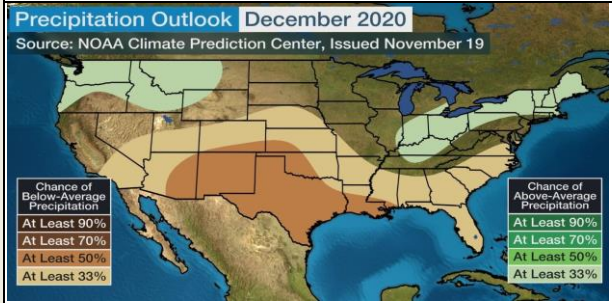 Precipitation Outlook December 2020
Source: NOAA Climate Prediction Center, Issued November 19
Chance of
Below-Average
Precipitation
At Least 90%
At Least 70%
At Least 50%
At Least 33%
Chance of
Above-Average
Precipitation
At Least 90%
At Least 70%
At Least 50%
At Least 33%